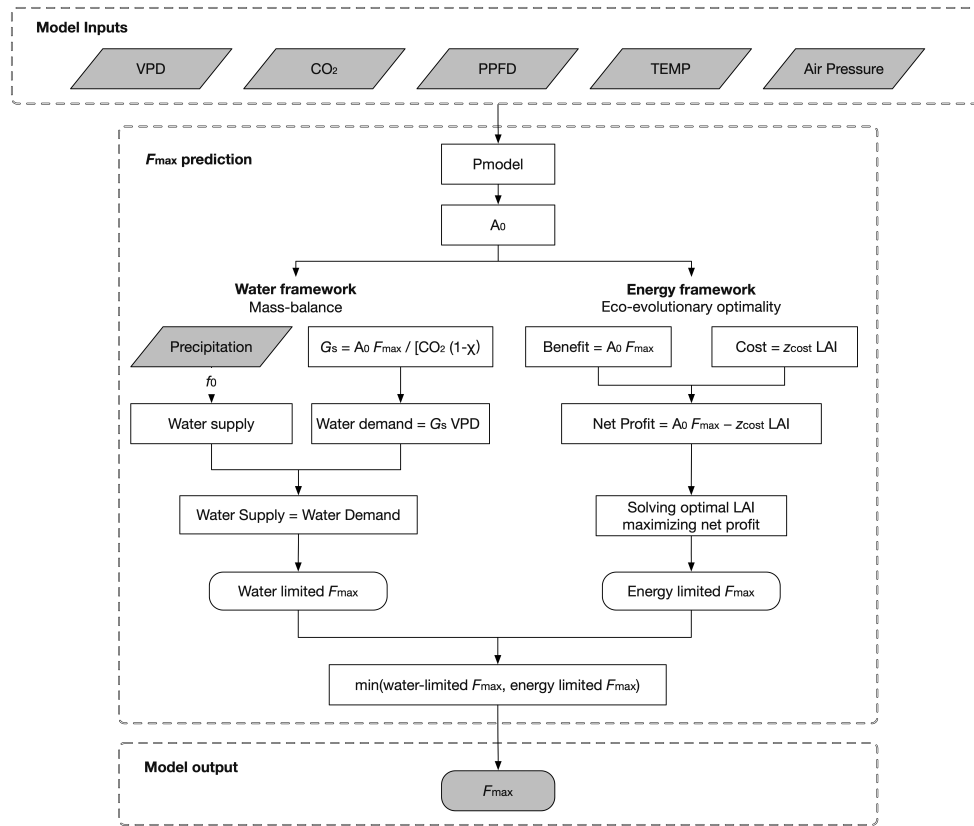 Model Inputs
VPD
CO₂
PPFD
TEMP
Air Pressure
Fmax prediction
Pmodel
A₀
Water framework
Mass-balance
Energy framework
Eco-evolutionary optimality
Precipitation
Gs = A₀ Fmax / [CO₂ (1-χ)
Benefit = A₀ Fmax
Cost = zcost LAI
f₀
Water supply
Water demand = Gs VPD
Net Profit = A₀ Fmax – zcost LAI
Water Supply = Water Demand
Solving optimal LAI
maximizing net profit
Water limited Fmax
Energy limited Fmax
min(water-limited Fmax, energy limited Fmax)
Model output
Fmax